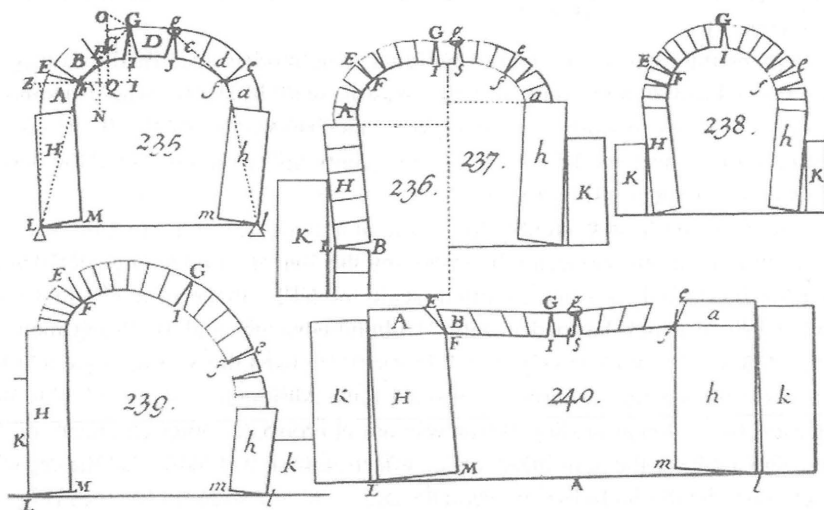 O G g
P C D c
E B d e
Z F Q I I s f
A N a
H 235 h
L M m l
E G g e
F I s f
A a
H 236. 237. h
K L B K
G
E I e
F f
H 238. h
K K
E G
F I e
f
H 239. h
K k
L M m l
E G g e
A B a
F I s f
K H 240. h k
L M A m l